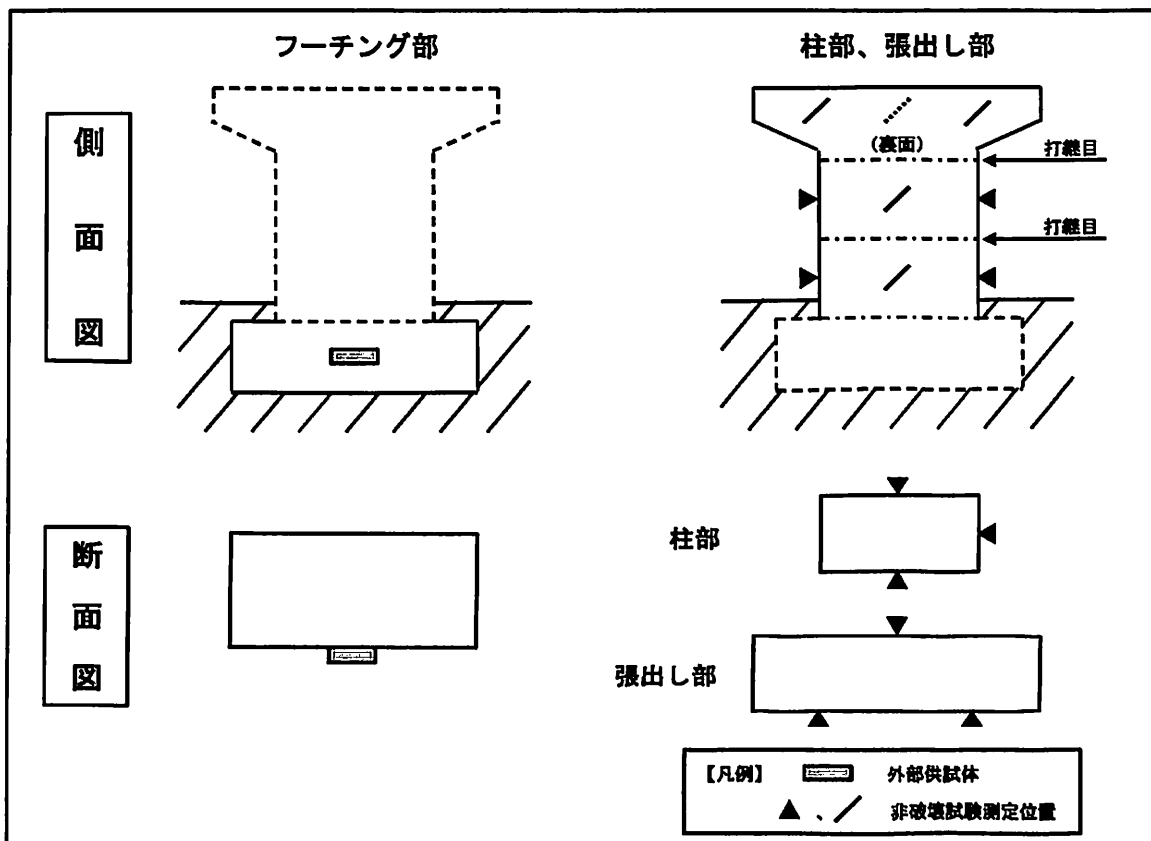 フーチング部
柱部、張出し部
側面図
(裏面)
打継目
打継目
断面図
柱部
張出し部
【凡例】
外部供試体
▲、/ 非破壊試験測定位置